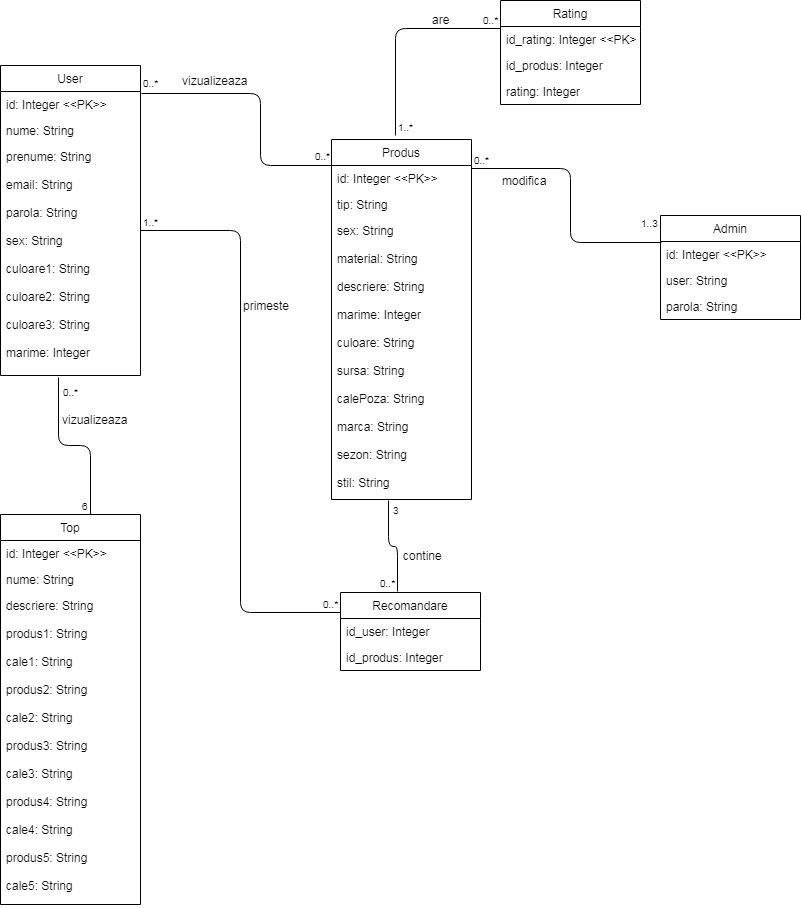 Rating
id_rating: Integer <<PK>
id_produs: Integer
rating: Integer
are
0..*
1..*
User
id: Integer <<PK>>
nume: String
prenume: String
email: String
parola: String
sex: String
culoare1: String
culoare2: String
culoare3: String
marime: Integer
0..*
vizualizeaza
0..*
Produs
id: Integer <<PK>>
tip: String
sex: String
material: String
descriere: String
marime: Integer
culoare: String
sursa: String
calePoza: String
marca: String
sezon: String
stil: String
0..*
modifica
1..3
Admin
id: Integer <<PK>>
user: String
parola: String
1..*
primeste
0..*
0..*
vizualizeaza
6
Top
id: Integer <<PK>>
nume: String
descriere: String
produs1: String
cale1: String
produs2: String
cale2: String
produs3: String
cale3: String
produs4: String
cale4: String
produs5: String
cale5: String
3
contine
0..*
Recomandare
id_user: Integer
id_produs: Integer